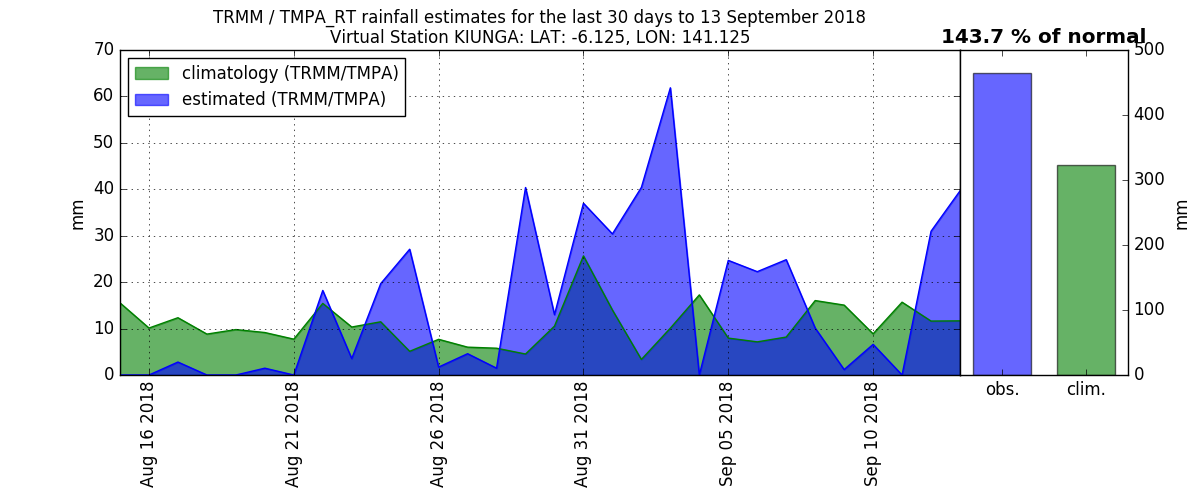 TRMM / TMPA_RT rainfall estimates for the last 30 days to 13 September 2018
Virtual Station KIUNGA: LAT: -6.125, LON: 141.125
143.7 % of normal
climatology (TRMM/TMPA)
estimated (TRMM/TMPA)
70
60
50
40
30
20
10
0
mm
Aug 16 2018
Aug 21 2018
Aug 26 2018
Aug 31 2018
Sep 05 2018
Sep 10 2018
obs.
clim.
500
400
300
200
100
0
mm